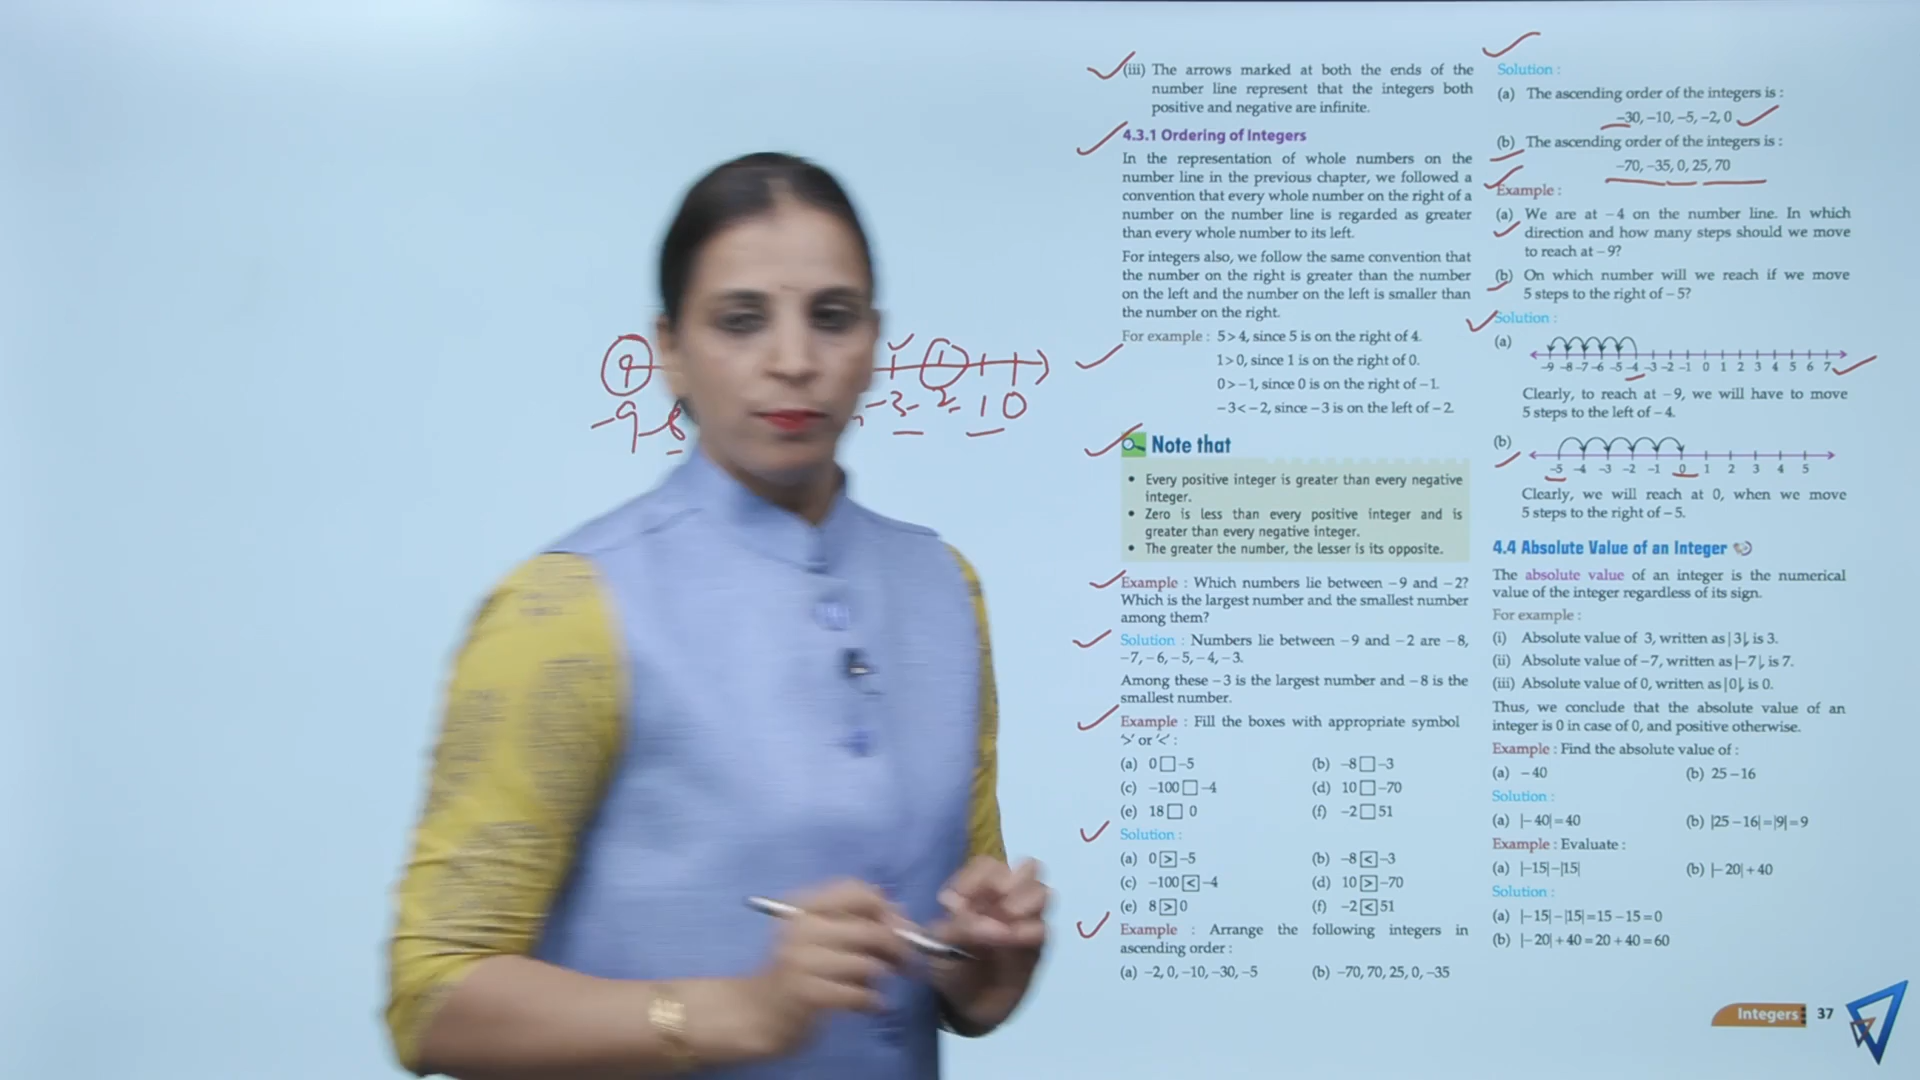 (iii) The arrows marked at both the ends of the
number line represent that the integers both
positive and negative are infinite.
4.3.1 Ordering of Integers
In the representation of whole numbers on the
number line in the previous chapter, we followed a
convention that every whole number on the right of a
number on the number line is regarded as greater
than every whole number to its left.
For integers also, we follow the same convention that
the number on the right is greater than the number
on the left and the number on the left is smaller than
the number on the right.
For example : 5 > 4, since 5 is on the right of 4.
1 > 0, since 1 is on the right of 0.
0 > −1, since 0 is on the right of −1.
−3 < −2, since −3 is on the left of −2.
Note that
• Every positive integer is greater than every negative
integer.
• Zero is less than every positive integer and is
greater than every negative integer.
• The greater the number, the lesser is its opposite.
Example : Which numbers lie between −9 and −2?
Which is the largest number and the smallest number
among them?
Solution : Numbers lie between −9 and −2 are −8,
−7, −6, −5, −4, −3.
Among these −3 is the largest number and −8 is the
smallest number.
Example : Fill the boxes with appropriate symbol
'>' or '<' :
(a) 0 □ −5 (b) −8 □ −3
(c) −100 □ −4 (d) 10 □ −70
(e) 18 □ 0 (f) −2 □ 51
Solution :
(a) 0 > −5 (b) −8 < −3
(c) −100 < −4 (d) 10 > −70
(e) 8 > 0 (f) −2 < 51
Example : Arrange the following integers in
ascending order :
(a) −2, 0, −10, −30, −5 (b) −70, 70, 25, 0, −35
Solution :
(a) The ascending order of the integers is :
−30, −10, −5, −2, 0
(b) The ascending order of the integers is :
−70, −35, 0, 25, 70
Example :
(a) We are at −4 on the number line. In which
direction and how many steps should we move
to reach at −9?
(b) On which number will we reach if we move
5 steps to the right of −5?
Solution :
(a)
−9 −8 −7 −6 −5 −4 −3 −2 −1 0 1 2 3 4 5 6 7
Clearly, to reach at −9, we will have to move
5 steps to the left of −4.
(b)
−5 −4 −3 −2 −1 0 1 2 3 4 5
Clearly, we will reach at 0, when we move
5 steps to the right of −5.
4.4 Absolute Value of an Integer
The absolute value of an integer is the numerical
value of the integer regardless of its sign.
For example :
(i) Absolute value of 3, written as |3|, is 3.
(ii) Absolute value of −7, written as |−7|, is 7.
(iii) Absolute value of 0, written as |0|, is 0.
Thus, we conclude that the absolute value of an
integer is 0 in case of 0, and positive otherwise.
Example : Find the absolute value of :
(a) −40 (b) 25 − 16
Solution :
(a) |−40| = 40 (b) |25 − 16| = |9| = 9
Example : Evaluate :
(a) |−15| − |15| (b) |−20| + 40
Solution :
(a) |−15| − |15| = 15 − 15 = 0
(b) |−20| + 40 = 20 + 40 = 60
Integers 37
-9 -8 -3 -2 -1 0